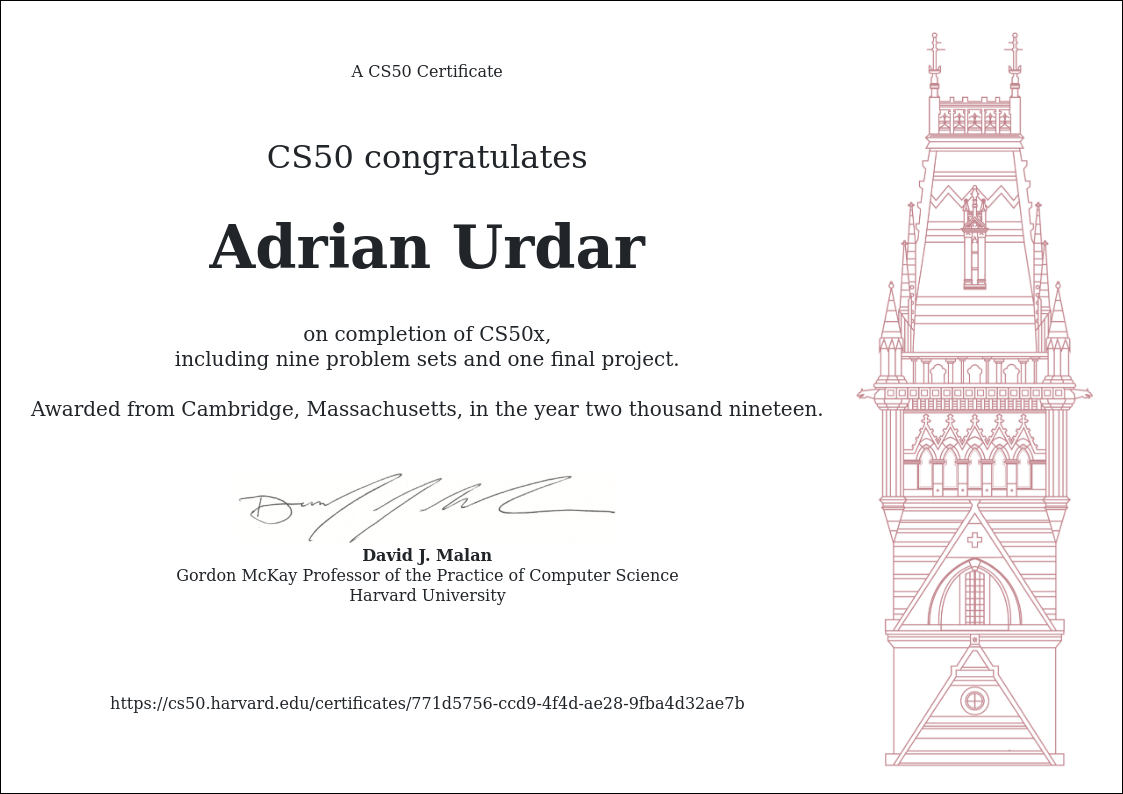 A CS50 Certificate
CS50 congratulates
Adrian Urdar
on completion of CS50x,
including nine problem sets and one final project.
Awarded from Cambridge, Massachusetts, in the year two thousand nineteen.
David J. Malan
David J. Malan
Gordon McKay Professor of the Practice of Computer Science
Harvard University
https://cs50.harvard.edu/certificates/771d5756-ccd9-4f4d-ae28-9fba4d32ae7b